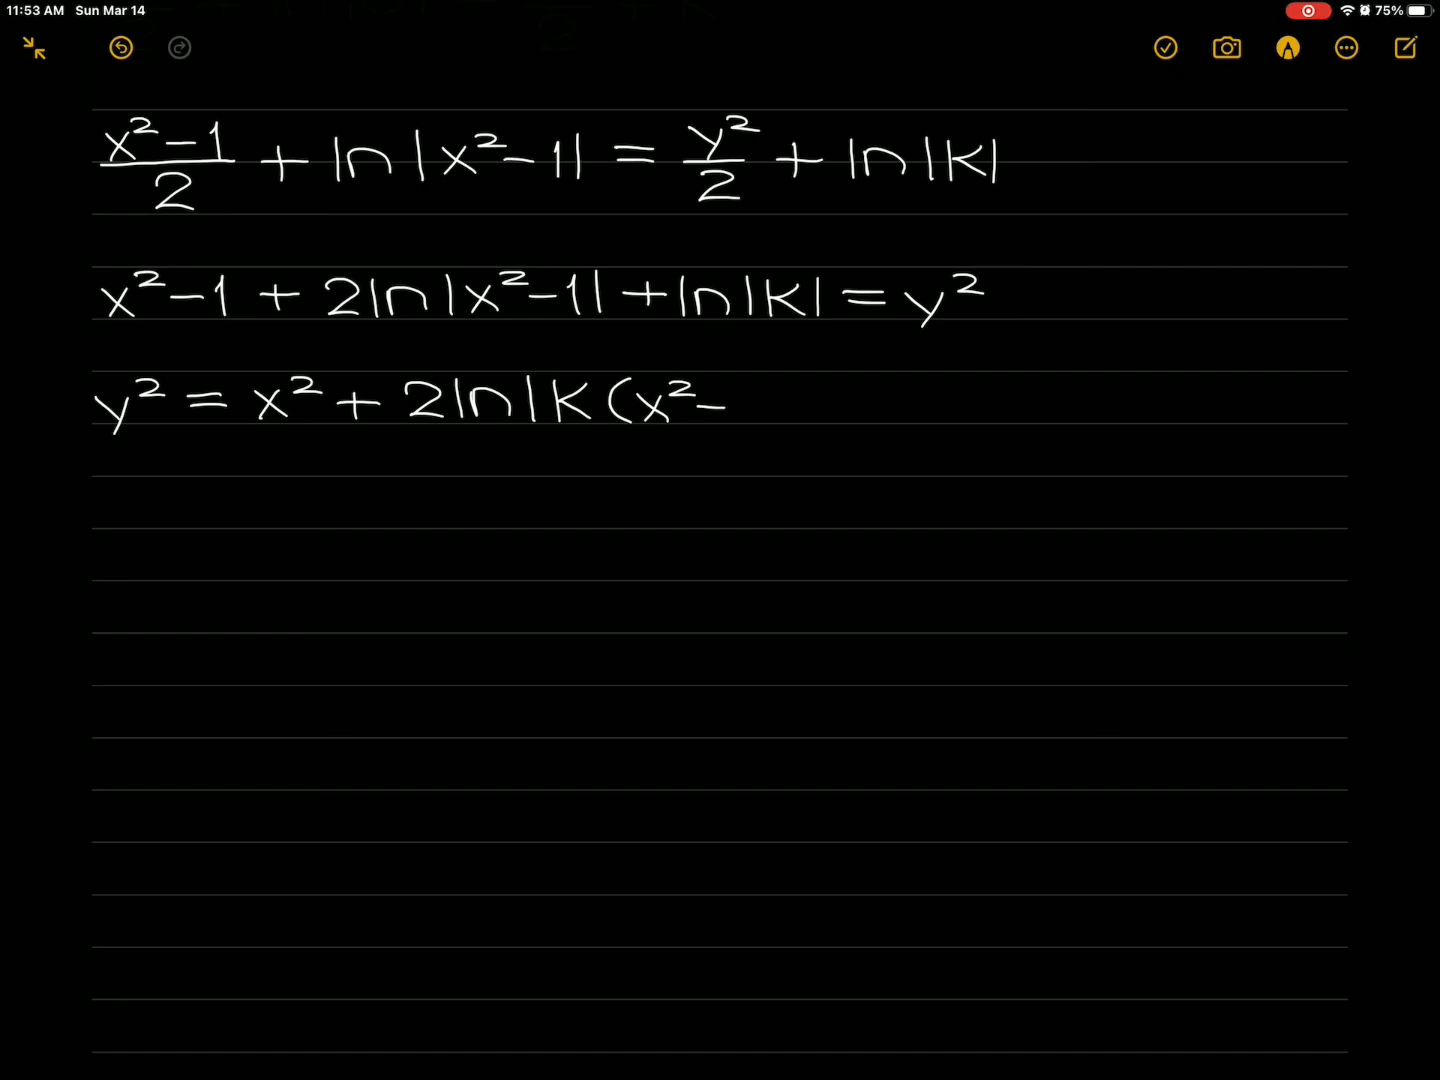 11:53 AM Sun Mar 14 75%
x² − 1 / 2 + ln|x² − 1| = y² / 2 + ln|k|
x² − 1 + 2ln|x² − 1| + ln|k| = y²
y² = x² + 2ln|k(x² −